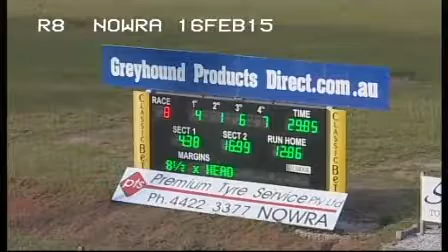 R8 NOWRA 16FEB15
Greyhound Products Direct.com.au
RACE 1st 2nd 3rd 4th TIME
8 4 1 6 7 29.85
SECT 1 SECT 2 RUN HOME
4.38 16.99 12.86
MARGINS
8½ x HEAD
CLASSIC BET
CLASSIC BET
pts Premium Tyre Service Pty Ltd
Ph. 4422 3377 NOWRA